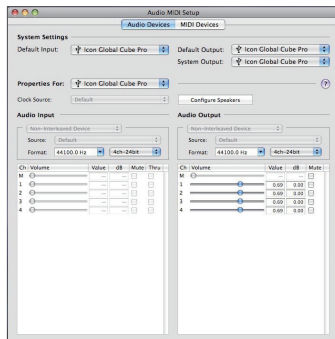 Audio MIDI Setup
Audio Devices MIDI Devices
System Settings
Default Input: Icon Global Cube Pro
Default Output: Icon Global Cube Pro
System Output: Icon Global Cube Pro
Properties For: Icon Global Cube Pro ?
Clock Source: Default
Configure Speakers
Audio Input
Non-Interleaved Device
Source: Default
Format: 44100.0 Hz 4ch-24bit
Ch Volume Value dB Mute Thru
M -- --
1 -- --
2 -- --
3 -- --
4 -- --
Audio Output
Non-Interleaved Device
Source: Default
Format: 44100.0 Hz 4ch-24bit
Ch Volume Value dB Mute
M -- --
1 0.69 0.00
2 0.69 0.00
3 0.69 0.00
4 0.69 0.00